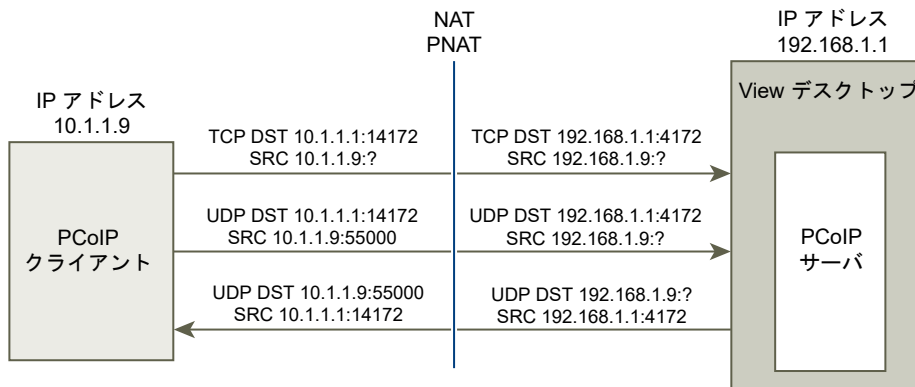 NAT
PNAT
IP アドレス
192.168.1.1
View デスクトップ
IP アドレス
10.1.1.9
TCP DST 10.1.1.1:14172
SRC 10.1.1.9:?
TCP DST 192.168.1.1:4172
SRC 192.168.1.9:?
PCoIP
クライアント
UDP DST 10.1.1.1:14172
SRC 10.1.1.9:55000
UDP DST 192.168.1.1:4172
SRC 192.168.1.9:?
PCoIP
サーバ
UDP DST 10.1.1.9:55000
SRC 10.1.1.1:14172
UDP DST 192.168.1.9:?
SRC 192.168.1.1:4172